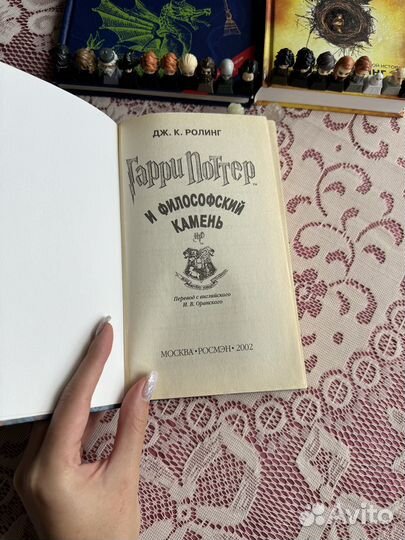 ДЖ. К. РОЛИНГ
Гарри Поттер
И ФИЛОСОФСКИЙ
КАМЕНЬ
Перевод с английского
И. В. Оранского
МОСКВА • РОСМЭН • 2002
Avito